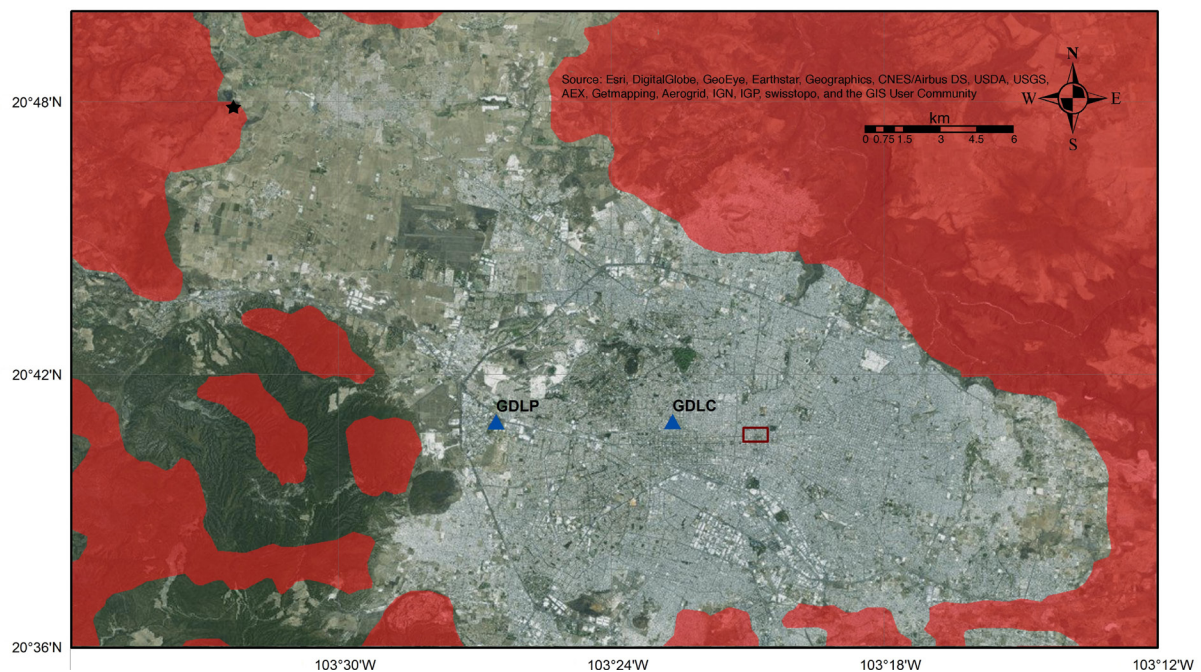 N
Source: Esri, DigitalGlobe, GeoEye, Earthstar, Geographics, CNES/Airbus DS, USDA, USGS,
AEX, Getmapping, Aerogrid, IGN, IGP, swisstopo, and the GIS User Community
W E
20°48'N
km
0 0.75 1.5 3 4.5 6
S
20°42'N
GDLP
GDLC
20°36'N
103°30'W 103°24'W 103°18'W 103°12'W